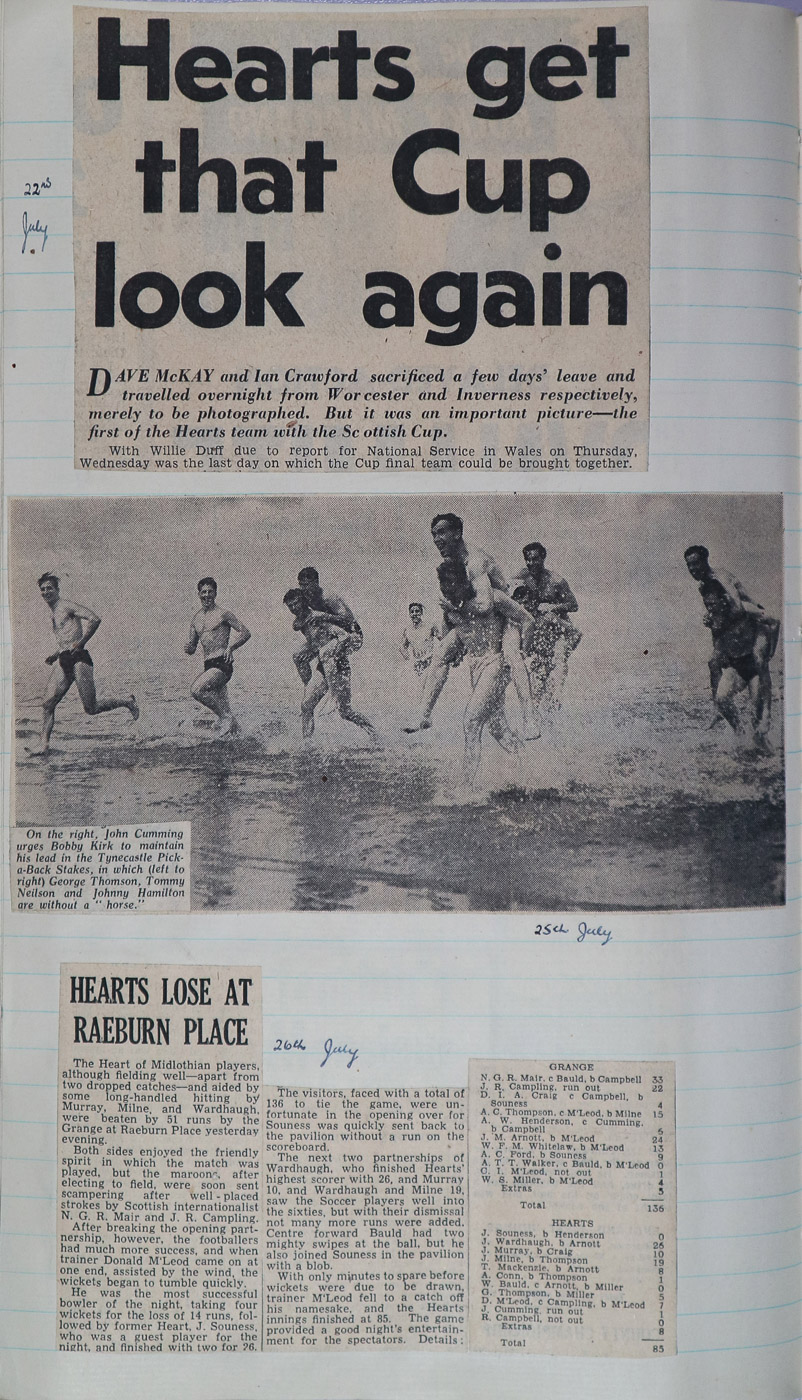 Hearts get
that Cup
look again
22nd
July
DAVE McKAY and Ian Crawford sacrificed a few days' leave and
travelled overnight from Worcester and Inverness respectively,
merely to be photographed. But it was an important picture—the
first of the Hearts team with the Scottish Cup.
With Willie Duff due to report for National Service in Wales on Thursday,
Wednesday was the last day on which the Cup final team could be brought together.
On the right, John Cumming
urges Bobby Kirk to maintain
his lead in the Tynecastle Pick-
a-Back Stakes, in which (left to
right) George Thomson, Tommy
Neilson and Johnny Hamilton
are without a " horse."
25th July
HEARTS LOSE AT
RAEBURN PLACE
The Heart of Midlothian players,
although fielding well—apart from
two dropped catches—and aided by
some long-handled hitting by
Murray, Milne, and Wardhaugh,
were beaten by 51 runs by the
Grange at Raeburn Place yesterday
evening.
Both sides enjoyed the friendly
spirit in which the match was
played, but the maroons, after
electing to field, were soon sent
scampering after well-placed
strokes by Scottish internationalist
N. G. R. Mair and J. R. Campling.
After breaking the opening part-
nership, however, the footballers
had much more success, and when
trainer Donald M'Leod came on at
one end, assisted by the wind, the
wickets began to tumble quickly.
He was the most successful
bowler of the night, taking four
wickets for the loss of 14 runs, fol-
lowed by former Heart, J. Souness,
who was a guest player for the
night, and finished with two for 26.
26th July
The visitors, faced with a total of
136 to tie the game, were un-
fortunate in the opening over for
Souness was quickly sent back to
the pavilion without a run on the
scoreboard.
The next two partnerships of
Wardhaugh, who finished Hearts'
highest scorer with 26, and Murray
10, and Wardhaugh and Milne 19,
saw the Soccer players well into
the sixties, but with their dismissal
not many more runs were added.
Centre forward Bauld had two
mighty swipes at the ball, but he
also joined Souness in the pavilion
with a blob.
With only minutes to spare before
wickets were due to be drawn,
trainer M'Leod fell to a catch off
his namesake, and the Hearts
innings finished at 85. The game
provided a good night's entertain-
ment for the spectators. Details:
GRANGE
N. G. R. Mair, c Bauld, b Campbell 33
J. R. Campling, run out 22
D. I. A. Craig c Campbell, b
Souness 4
A. C. Thompson, c M'Leod, b Milne 15
A. W. Henderson, c Cumming,
b Campbell 6
J. M. Arnott, b M'Leod 24
W. F. M. Whitelaw, b M'Leod 13
A. C. Ford, b Souness 9
A. T. T. Walker, c Bauld, b M'Leod 0
C. I. M'Leod, not out 1
W. S. Miller, b M'Leod 4
Extras 5
Total 136
HEARTS
J. Souness, b Henderson 0
J. Wardhaugh, b Arnott 26
J. Murray, b Craig 10
J. Milne, b Thompson 19
T. Mackenzie, b Arnott 8
A. Conn, b Thompson 1
W. Bauld, c Arnott, b Miller 0
G. Thompson, b Miller 5
D. M'Leod, c Campling, b M'Leod 7
J. Cumming, run out 1
R. Campbell, not out 0
Extras 8
Total 85